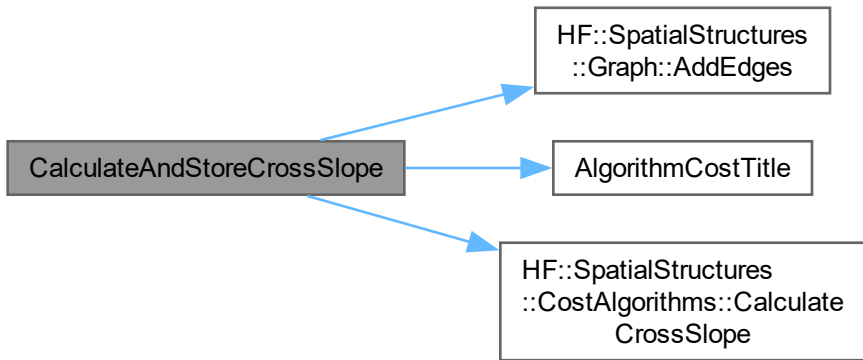 HF::SpatialStructures
::Graph::AddEdges
CalculateAndStoreCrossSlope
AlgorithmCostTitle
HF::SpatialStructures
::CostAlgorithms::Calculate
CrossSlope